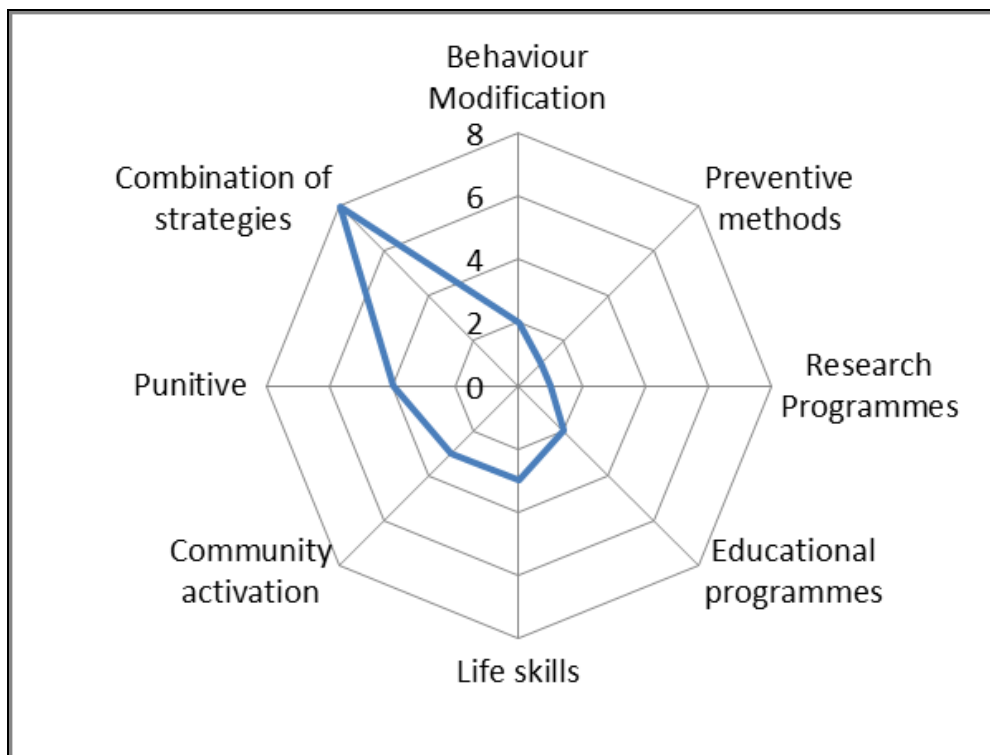 Behaviour
Modification
8
Combination of
strategies
Preventive
methods
6
4
2
Punitive
0
Research
Programmes
Community
activation
Educational
programmes
Life skills